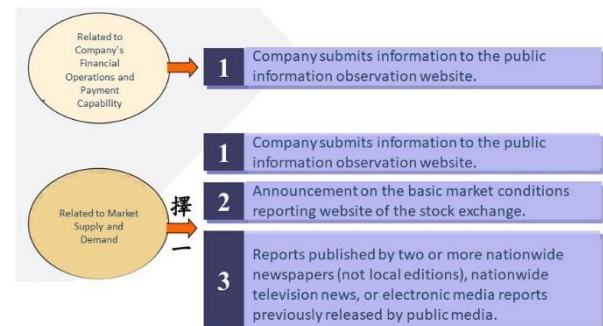 Related to
Company's
Financial
Operations and
Payment
Capability
1
Company submits information to the public
information observation website.
Related to Market
Supply and
Demand
擇
一
1
Company submits information to the public
information observation website.
2
Announcement on the basic market conditions
reporting website of the stock exchange.
3
Reports published by two or more nationwide
newspapers (not local editions), nationwide
television news, or electronic media reports
previously released by public media.